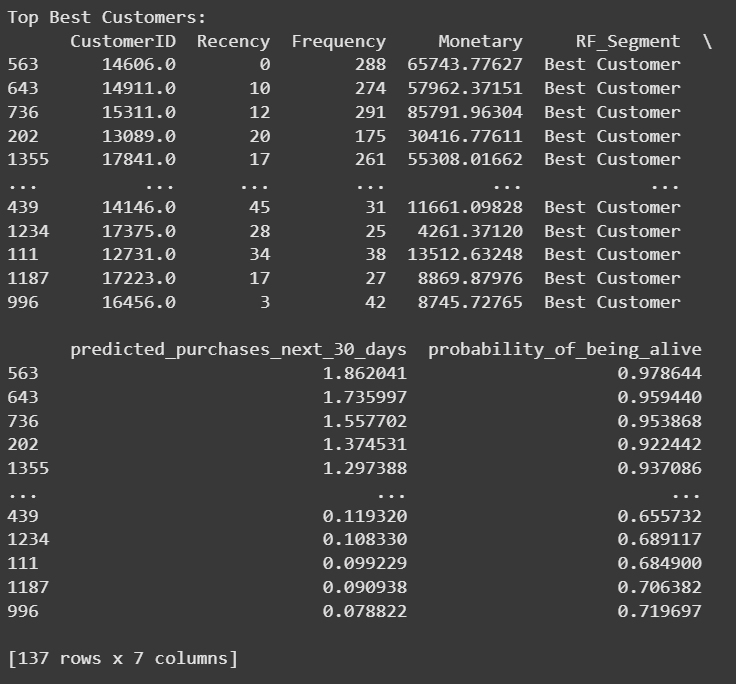 Top Best Customers:
CustomerID Recency Frequency Monetary RF_Segment \
563 14606.0 0 288 65743.77627 Best Customer
643 14911.0 10 274 57962.37151 Best Customer
736 15311.0 12 291 85791.96304 Best Customer
202 13089.0 20 175 30416.77611 Best Customer
1355 17841.0 17 261 55308.01662 Best Customer
... ... ... ... ... ...
439 14146.0 45 31 11661.09828 Best Customer
1234 17375.0 28 25 4261.37120 Best Customer
111 12731.0 34 38 13512.63248 Best Customer
1187 17223.0 17 27 8869.87976 Best Customer
996 16456.0 3 42 8745.72765 Best Customer
predicted_purchases_next_30_days probability_of_being_alive
563 1.862041 0.978644
643 1.735997 0.959440
736 1.557702 0.953868
202 1.374531 0.922442
1355 1.297388 0.937086
... ... ...
439 0.119320 0.655732
1234 0.108330 0.689117
111 0.099229 0.684900
1187 0.090938 0.706382
996 0.078822 0.719697
[137 rows x 7 columns]